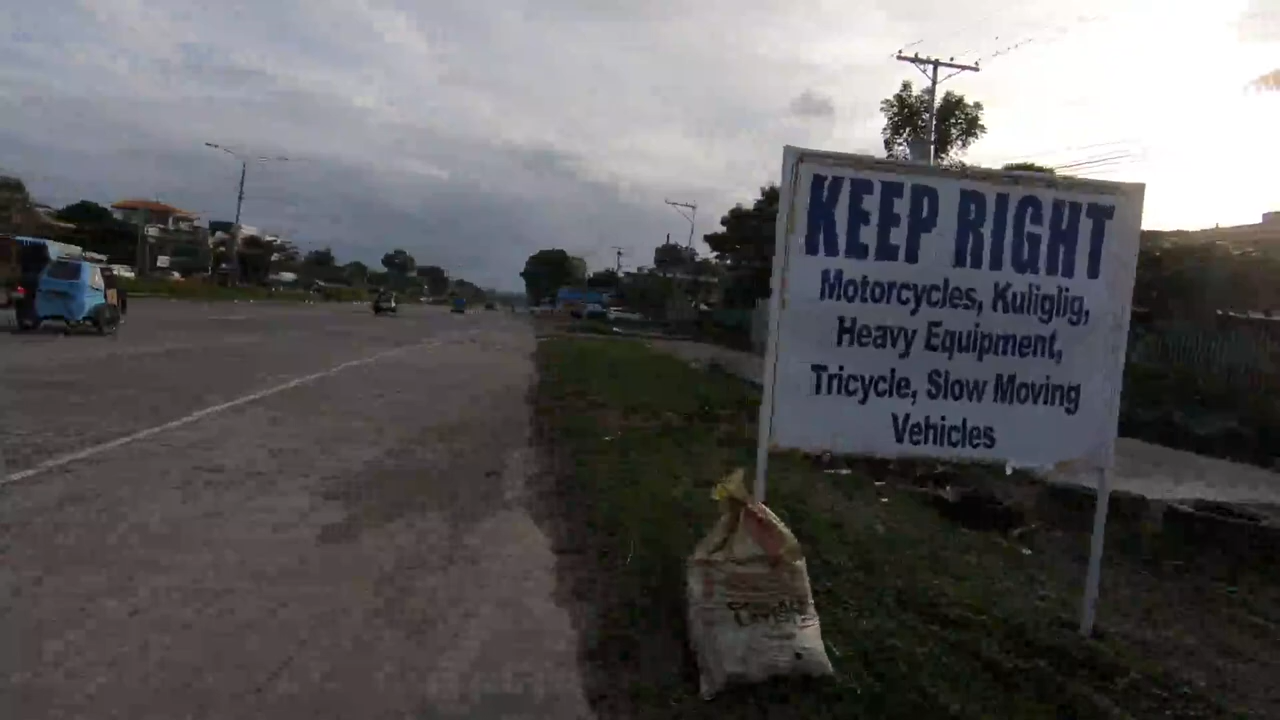 KEEP RIGHT
Motorcycles, Kuliglig,
Heavy Equipment,
Tricycle, Slow Moving
Vehicles